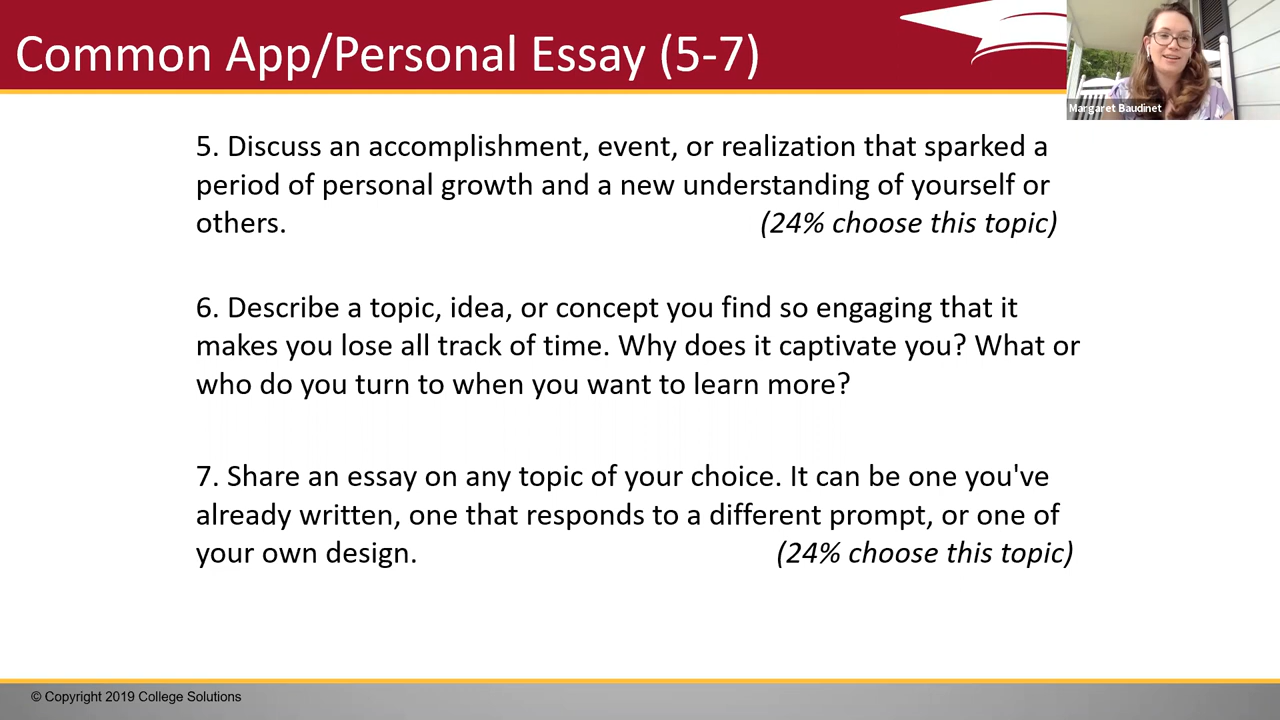 Common App/Personal Essay (5-7)
Margaret Baudinet
5. Discuss an accomplishment, event, or realization that sparked a
period of personal growth and a new understanding of yourself or
others. (24% choose this topic)
6. Describe a topic, idea, or concept you find so engaging that it
makes you lose all track of time. Why does it captivate you? What or
who do you turn to when you want to learn more?
7. Share an essay on any topic of your choice. It can be one you've
already written, one that responds to a different prompt, or one of
your own design. (24% choose this topic)
© Copyright 2019 College Solutions